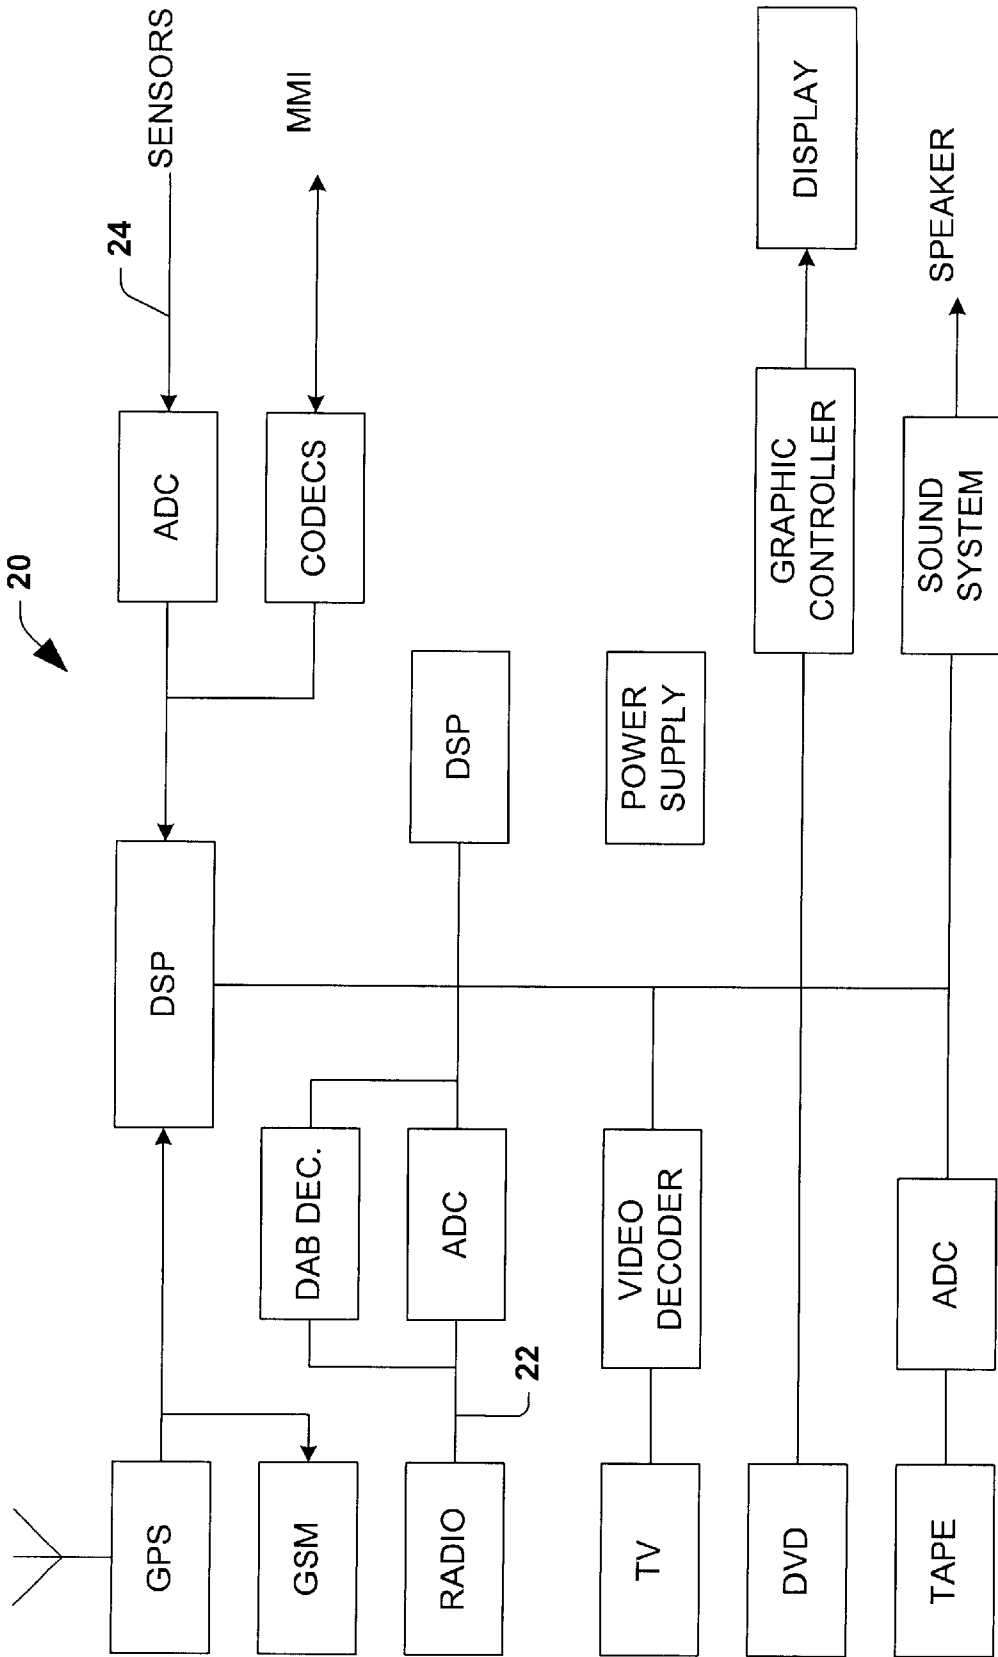 20
GPS
DSP
ADC
24
SENSORS
GSM
DAB DEC.
CODECS
MMI
RADIO
22
ADC
DSP
TV
VIDEO
DECODER
POWER
SUPPLY
DVD
GRAPHIC
CONTROLLER
DISPLAY
TAPE
ADC
SOUND
SYSTEM
SPEAKER